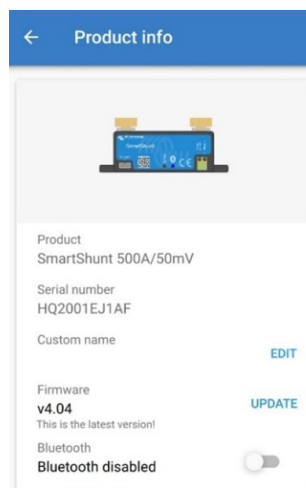 Product info
SmartShunt
Product
SmartShunt 500A/50mV
Serial number
HQ2001EJ1AF
Custom name
EDIT
Firmware
v4.04
UPDATE
This is the latest version!
Bluetooth
Bluetooth disabled